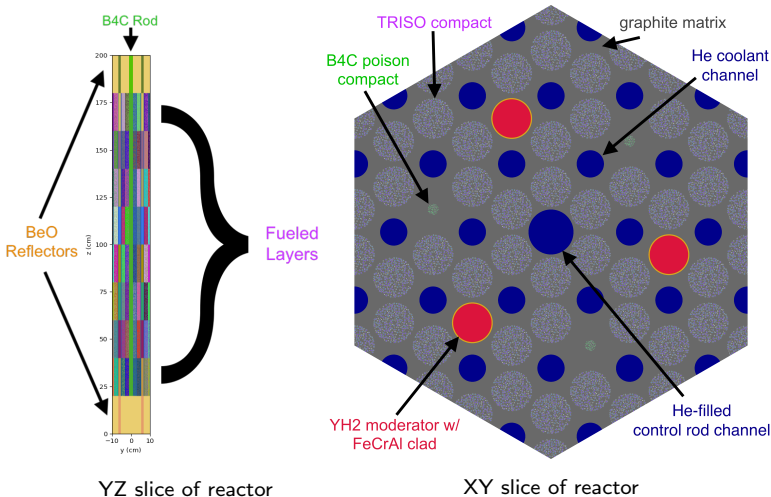 B4C Rod
200
175
150
125
100
75
50
25
0
z (cm)
−10
0
10
y (cm)
BeO
Reflectors
Fueled
Layers
YZ slice of reactor
TRISO compact
graphite matrix
B4C poison
compact
He coolant
channel
YH2 moderator w/
FeCrAl clad
He-filled
control rod channel
XY slice of reactor